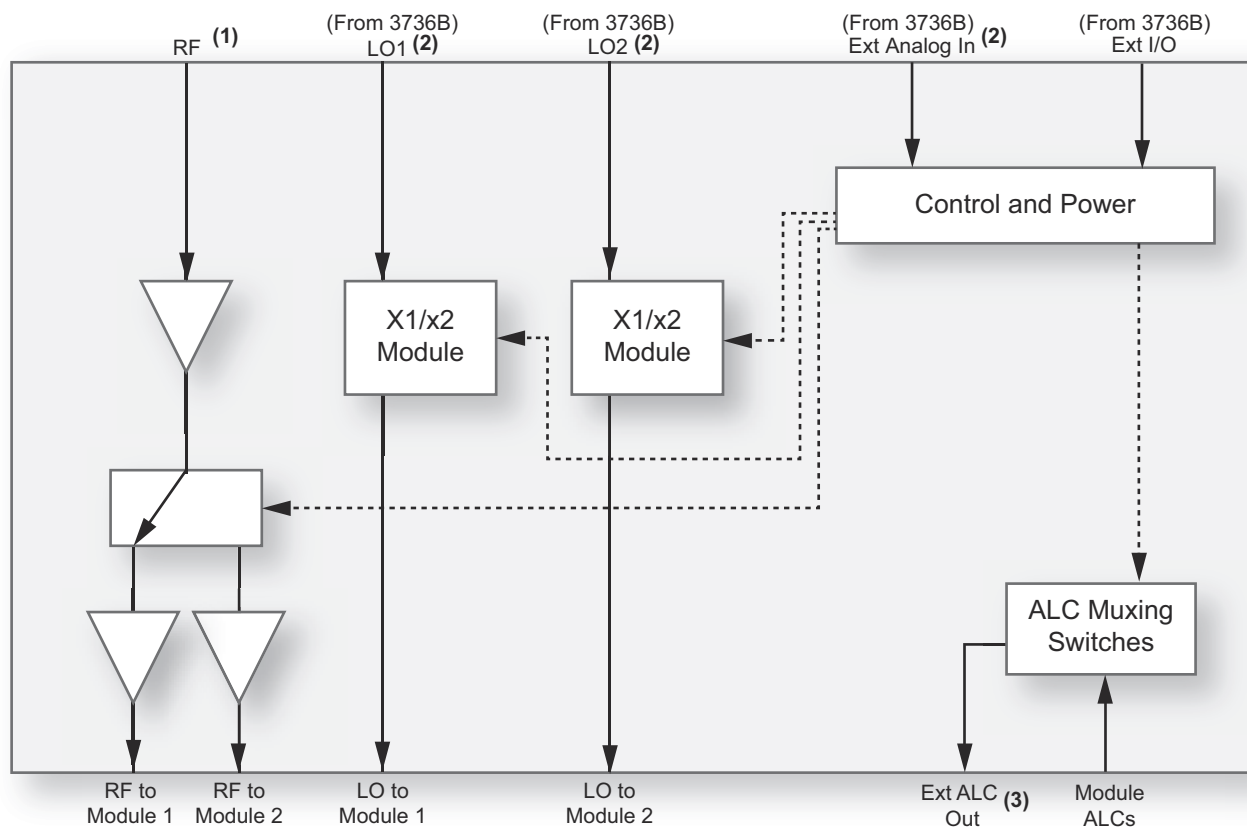 RF (1)
(From 3736B)
LO1 (2)
(From 3736B)
LO2 (2)
(From 3736B)
Ext Analog In (2)
(From 3736B)
Ext I/O
Control and Power
X1/x2
Module
X1/x2
Module
ALC Muxing
Switches
RF to
Module 1
RF to
Module 2
LO to
Module 1
LO to
Module 2
Ext ALC (3)
Out
Module
ALCs